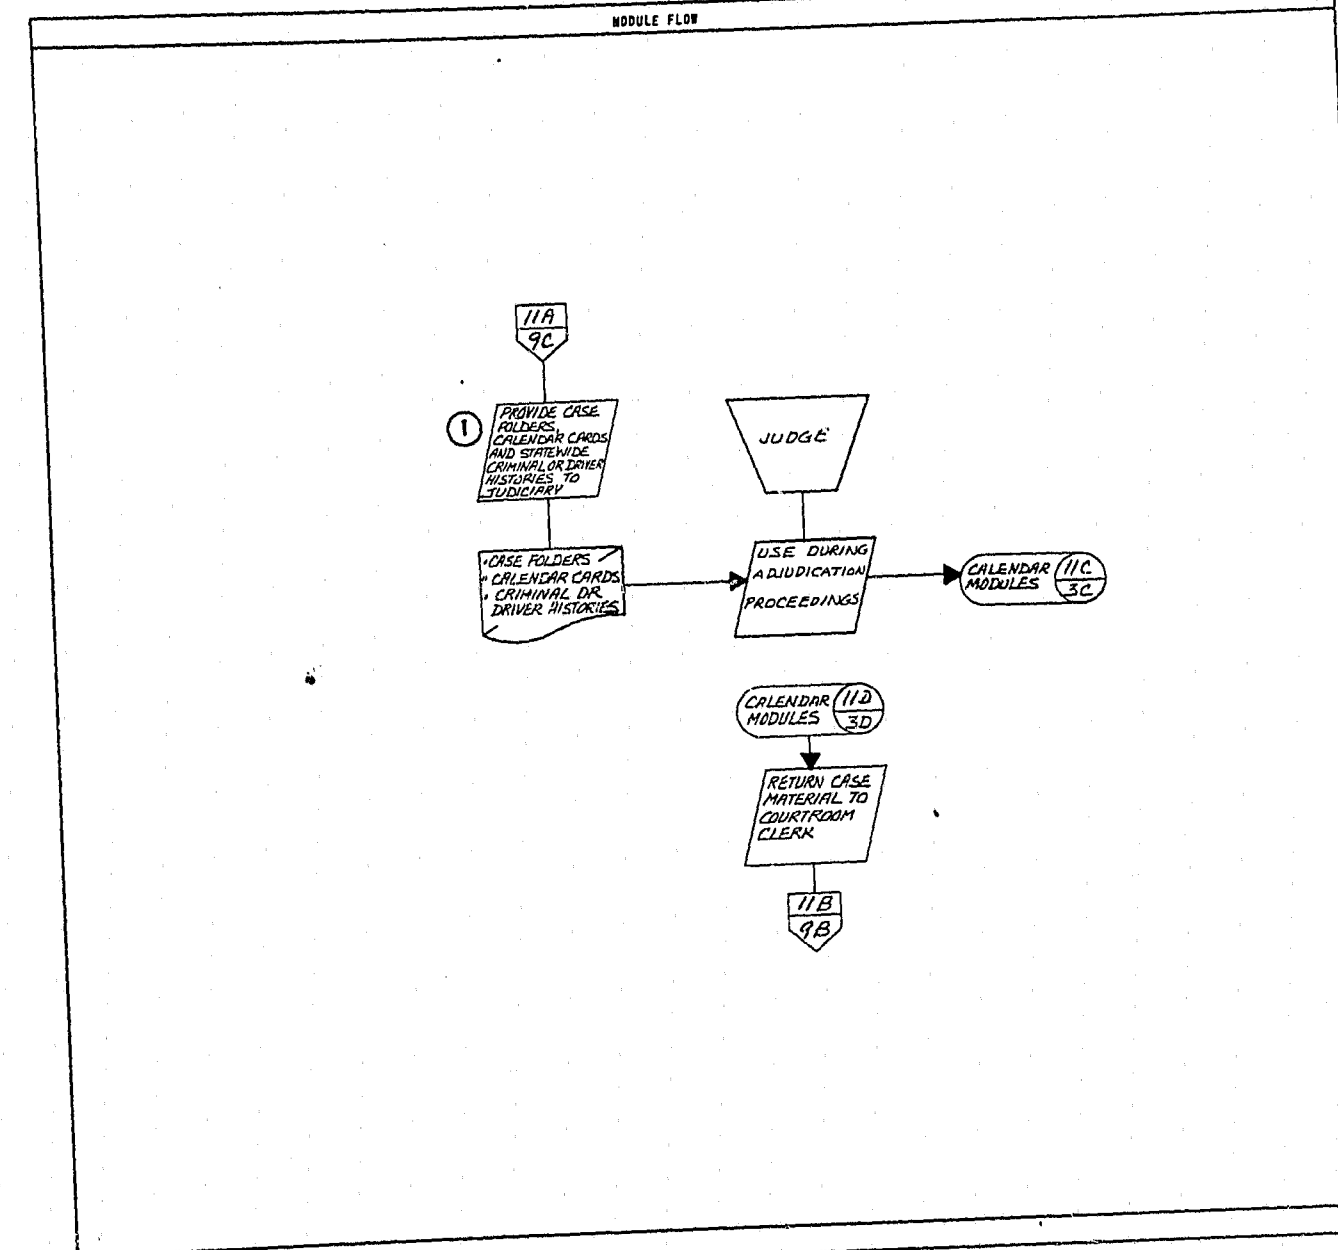 MODULE FLOW
11A
9C
1
PROVIDE CASE
FOLDERS,
CALENDAR CARDS
AND STATEWIDE
CRIMINAL OR DRIVER
HISTORIES TO
JUDICIARY
JUDGE
• CASE FOLDERS
• CALENDAR CARDS
• CRIMINAL OR
DRIVER HISTORIES
USE DURING
ADJUDICATION
PROCEEDINGS
CALENDAR
MODULES
11C
3C
CALENDAR
MODULES
11D
3D
RETURN CASE
MATERIAL TO
COURTROOM
CLERK
11B
9B